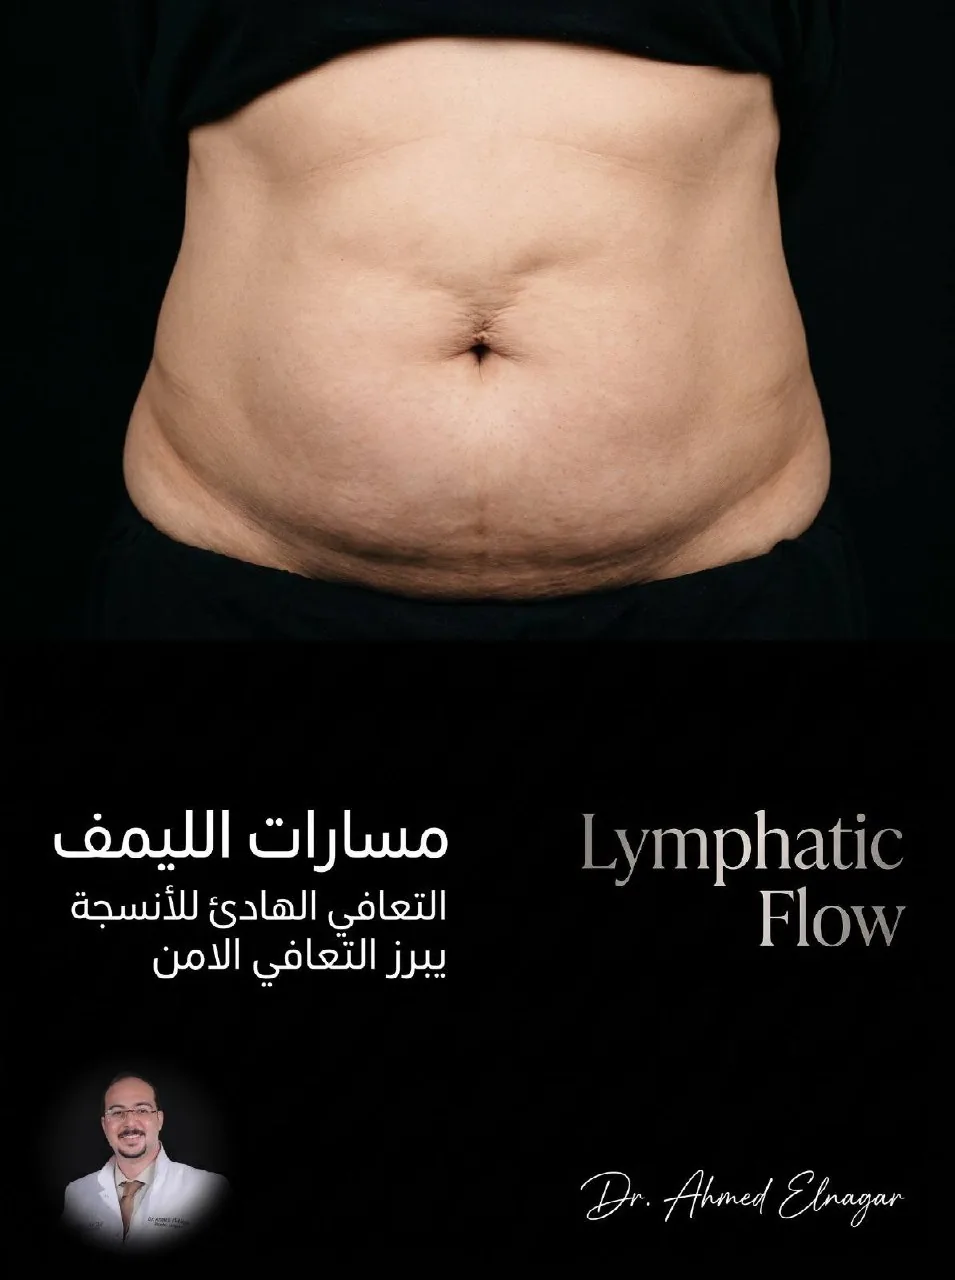 مسارات الليمف
التعافي الهادئ للأنسجة
يبرز التعافي الامن
Lymphatic
Flow
Dr. Ahmed Elnagar